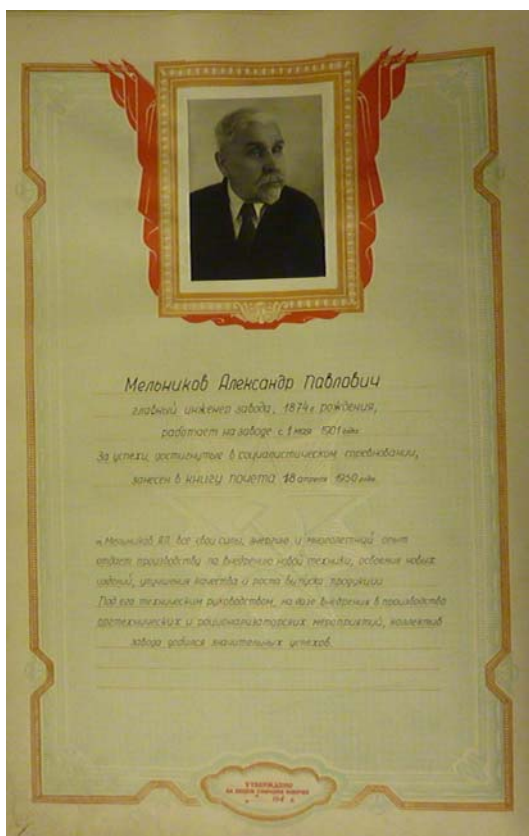 Мельников Александр Павлович
главный инженер завода, 1874 г. рождения,
работает на заводе с 1 мая 1901 года.
За успехи, достигнутые в социалистическом соревновании,
занесен в книгу почета 18 апреля 1950 года.
т. Мельников А.П. все свои силы, энергию и многолетний опыт
отдает производству по внедрению новой техники, освоения новых
изделий, улучшения качества и роста выпуска продукции.
Под его техническим руководством, на базе внедрения в производство
оргтехнических и рационализаторских мероприятий, коллектив
завода добился значительных успехов.
УТВЕРЖДЕНО